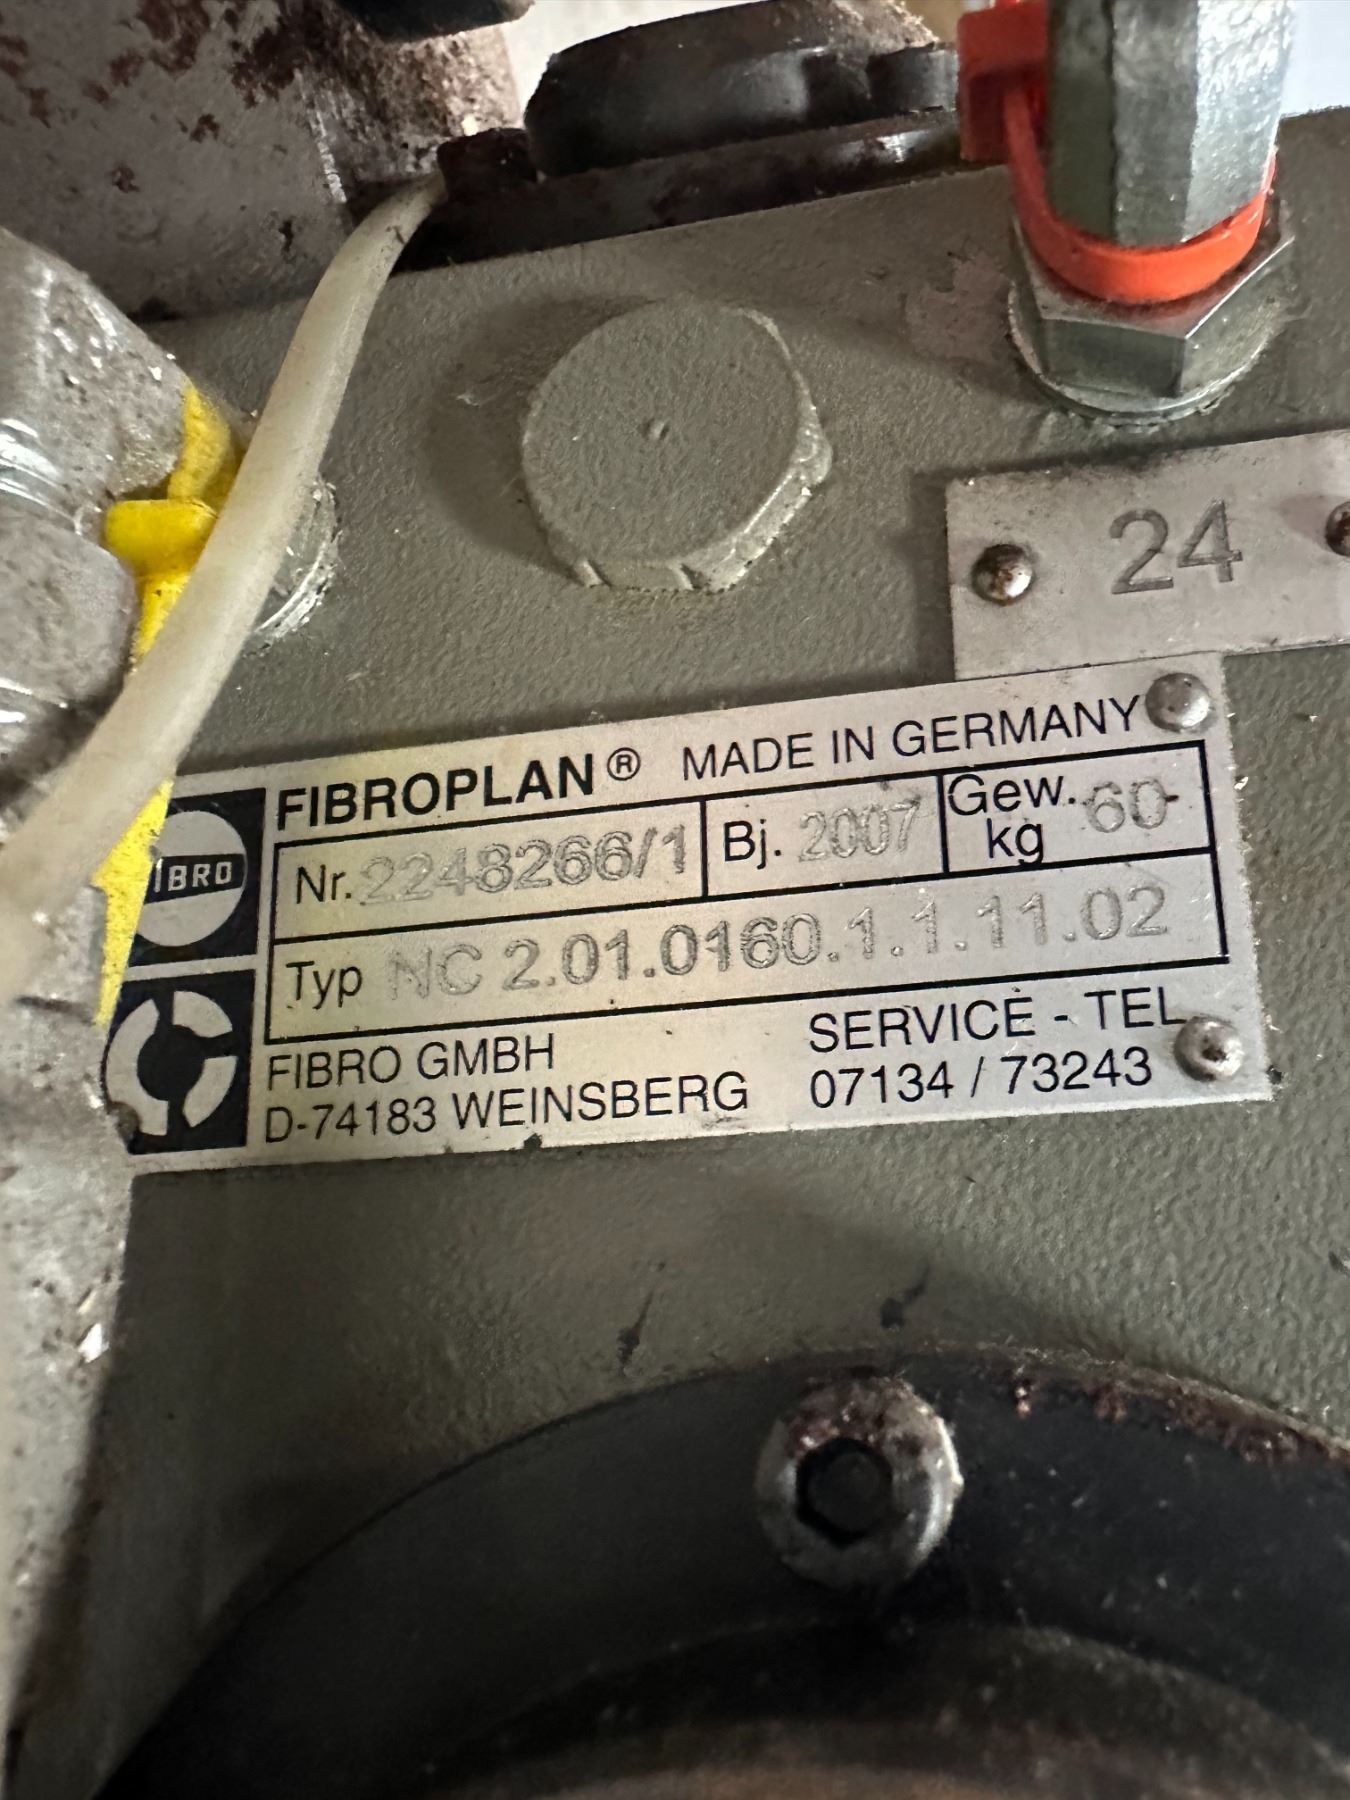 24
FIBROPLAN® MADE IN GERMANY
FIBRO
Nr. 2248266/1 Bj. 2007 Gew. kg 60-
Typ NC 2.01.0160.1.1.11.02
FIBRO GMBH SERVICE - TEL.
D-74183 WEINSBERG 07134 / 73243